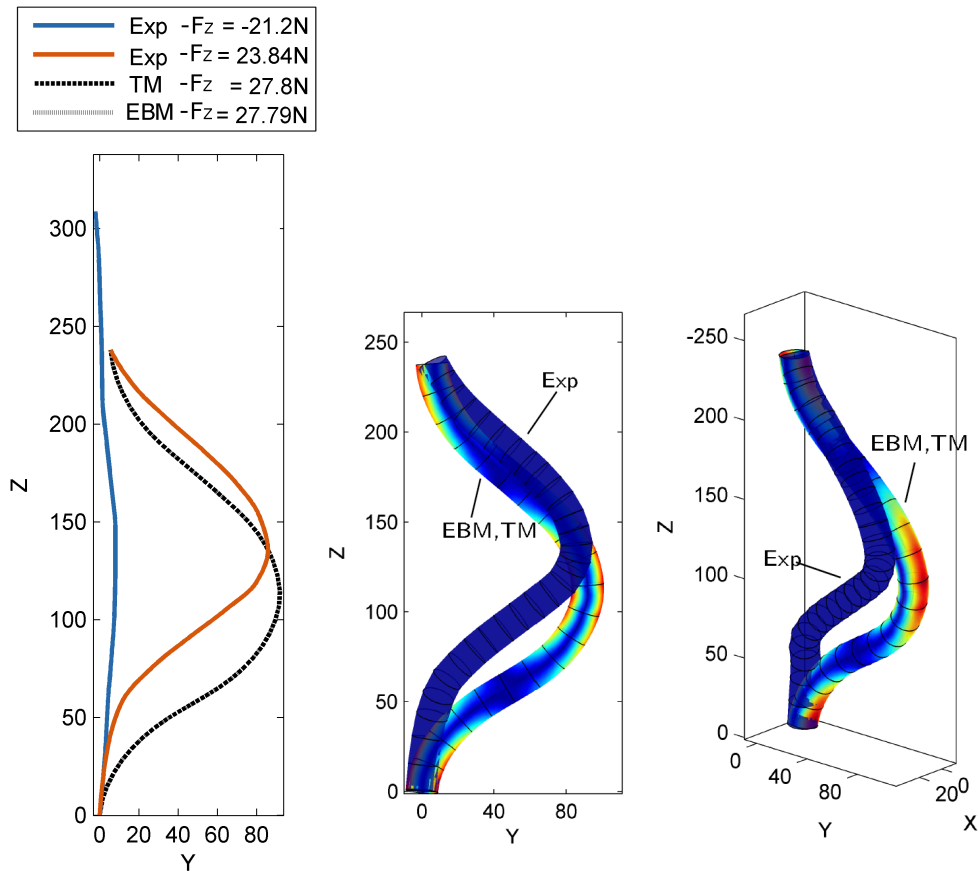 Exp -Fz = -21.2N
Exp -Fz = 23.84N
TM -Fz = 27.8N
EBM -Fz = 27.79N
300
250
200
150
100
50
0
Z
0 20 40 60 80
Y
250
200
150
100
50
0
Z
0 40 80
Y
Exp
EBM,TM
-250
200
150
100
50
0
Z
0
40
80
Y
20
0
X
EBM,TM
Exp